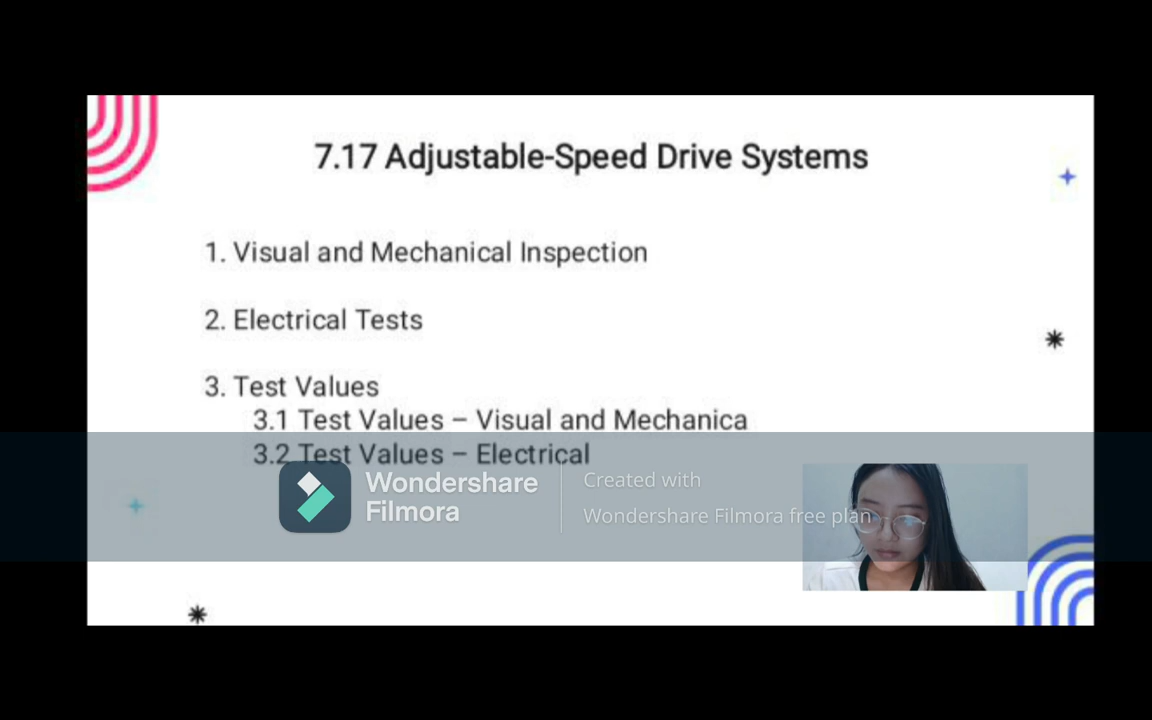 7.17 Adjustable-Speed Drive Systems
1. Visual and Mechanical Inspection
2. Electrical Tests
3. Test Values
3.1 Test Values – Visual and Mechanica
3.2 Test Values – Electrical
Wondershare
Filmora
Created with
Wondershare Filmora free plan